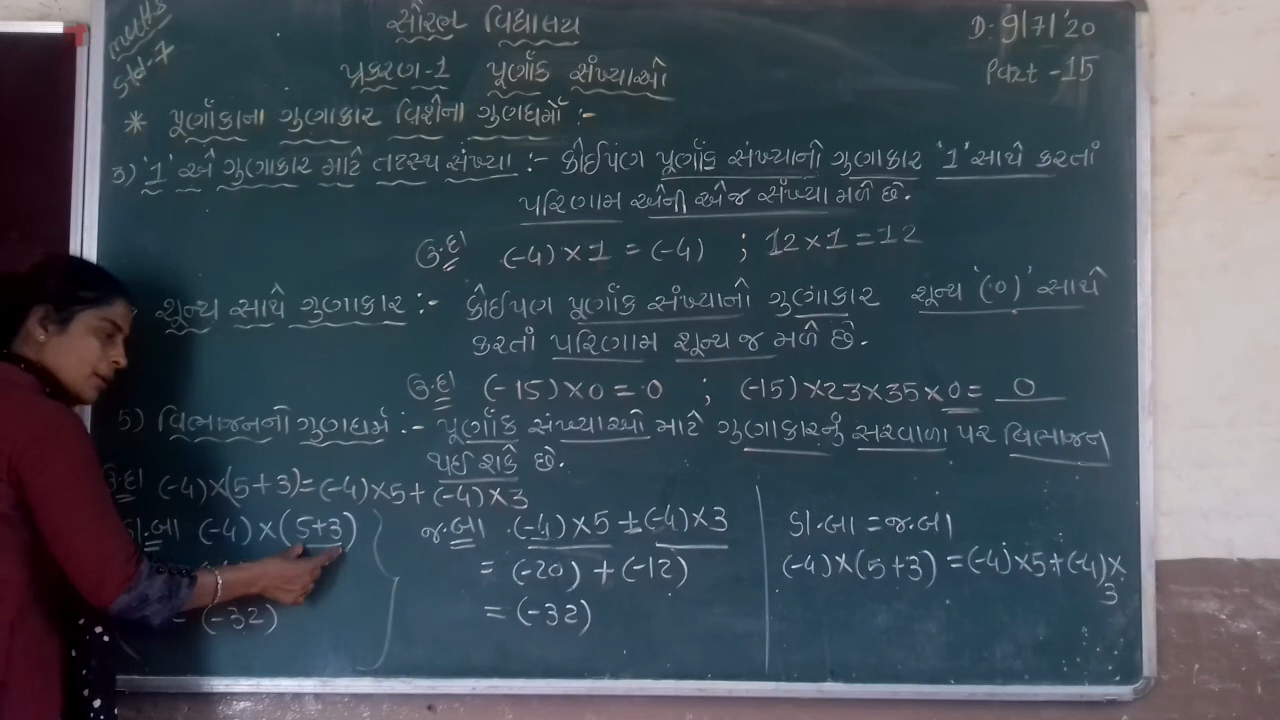 maths
Std-7
સૌરભ વિદ્યાલય
D- 9/7/'20
પ્રકરણ-1 પૂર્ણાંક સંખ્યાઓ
Part -15
* પૂર્ણાંકોના ગુણાકાર વિશેના ગુણધર્મો :-
3) '1' એ ગુણાકાર માટે તટસ્થ સંખ્યા :- કોઈપણ પૂર્ણાંક સંખ્યાનો ગુણાકાર '1' સાથે કરતાં
પરિણામ એની એજ સંખ્યા મળે છે.
ઉ.દા (-4)×1=(-4) ; 12×1=12
શૂન્ય સાથે ગુણાકાર :- કોઈપણ પૂર્ણાંક સંખ્યાનો ગુણાકાર શૂન્ય '(0)' સાથે
કરતાં પરિણામ શૂન્ય જ મળે છે.
ઉ.દા (-15)×0=0 ; (-15)×23×35×0= 0
5) વિભાજનનો ગુણધર્મ :- પૂર્ણાંક સંખ્યાઓ માટે ગુણાકારનું સરવાળા પર વિભાજન
થઈ શકે છે.
ઉ.દા (-4)×(5+3)=(-4)×5+(-4)×3
ડા.બા (-4)×(5+3)
= (-32)
જ.બા (-4)×5+(-4)×3
= (-20)+(-12)
= (-32)
ડા.બા = જ.બા
(-4)×(5+3)=(-4)×5+(-4)×
3